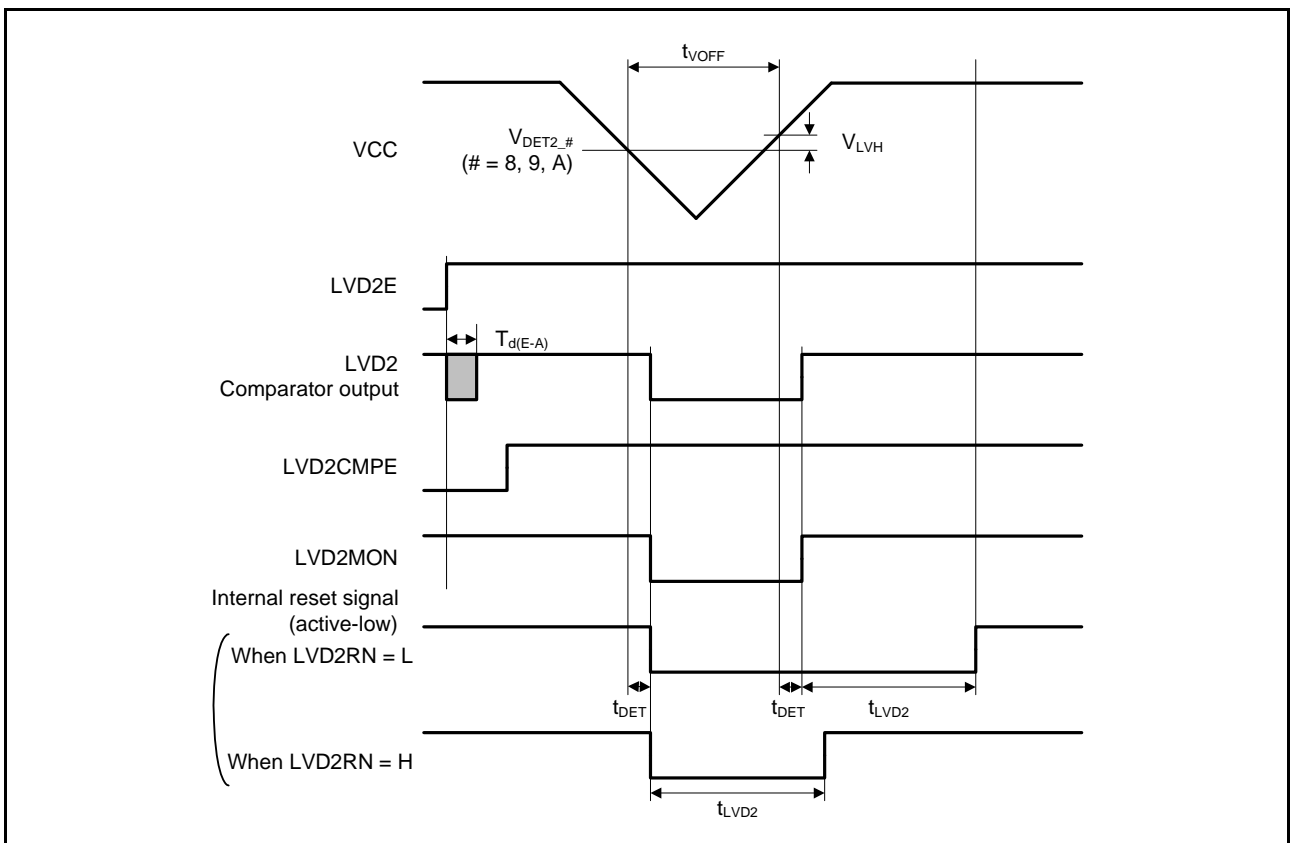 tVOFF
VCC
VDET2_#
(# = 8, 9, A)
VLVH
LVD2E
Td(E-A)
LVD2
Comparator output
LVD2CMPE
LVD2MON
Internal reset signal
(active-low)
When LVD2RN = L
tDET
tDET
tLVD2
When LVD2RN = H
tLVD2